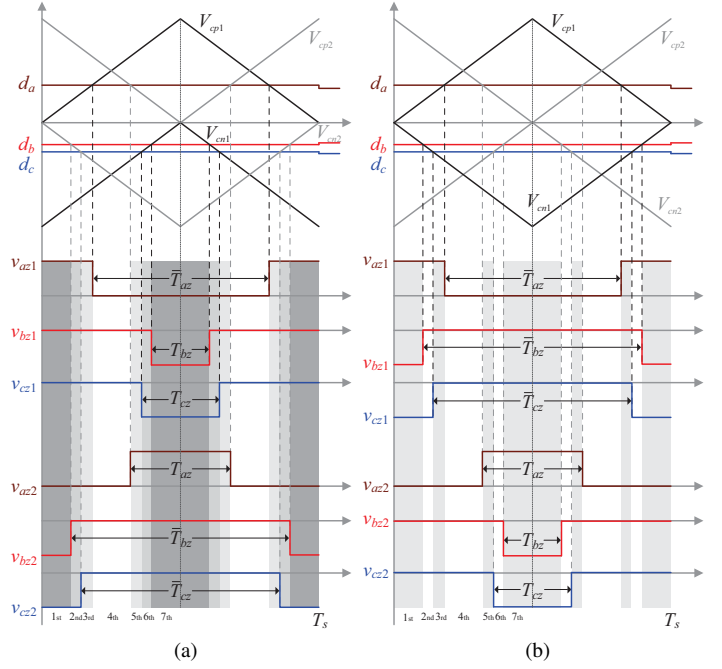 V_cp1 V_cp2
d_a
V_cn1 V_cn2
d_b
d_c
v_az1 T̅_az
v_bz1 T_bz
v_cz1 T_cz
v_az2 T_az
v_bz2 T̅_bz
v_cz2 T̅_cz
1st 2nd 3rd 4th 5th 6th 7th T_s
(a)
V_cp1 V_cp2
d_a
d_b
d_c
V_cn1 V_cn2
v_az1 T̅_az
v_bz1 T̅_bz
v_cz1 T̅_cz
v_az2 T_az
v_bz2 T_bz
v_cz2 T_cz
1st 2nd 3rd 4th 5th 6th 7th T_s
(b)